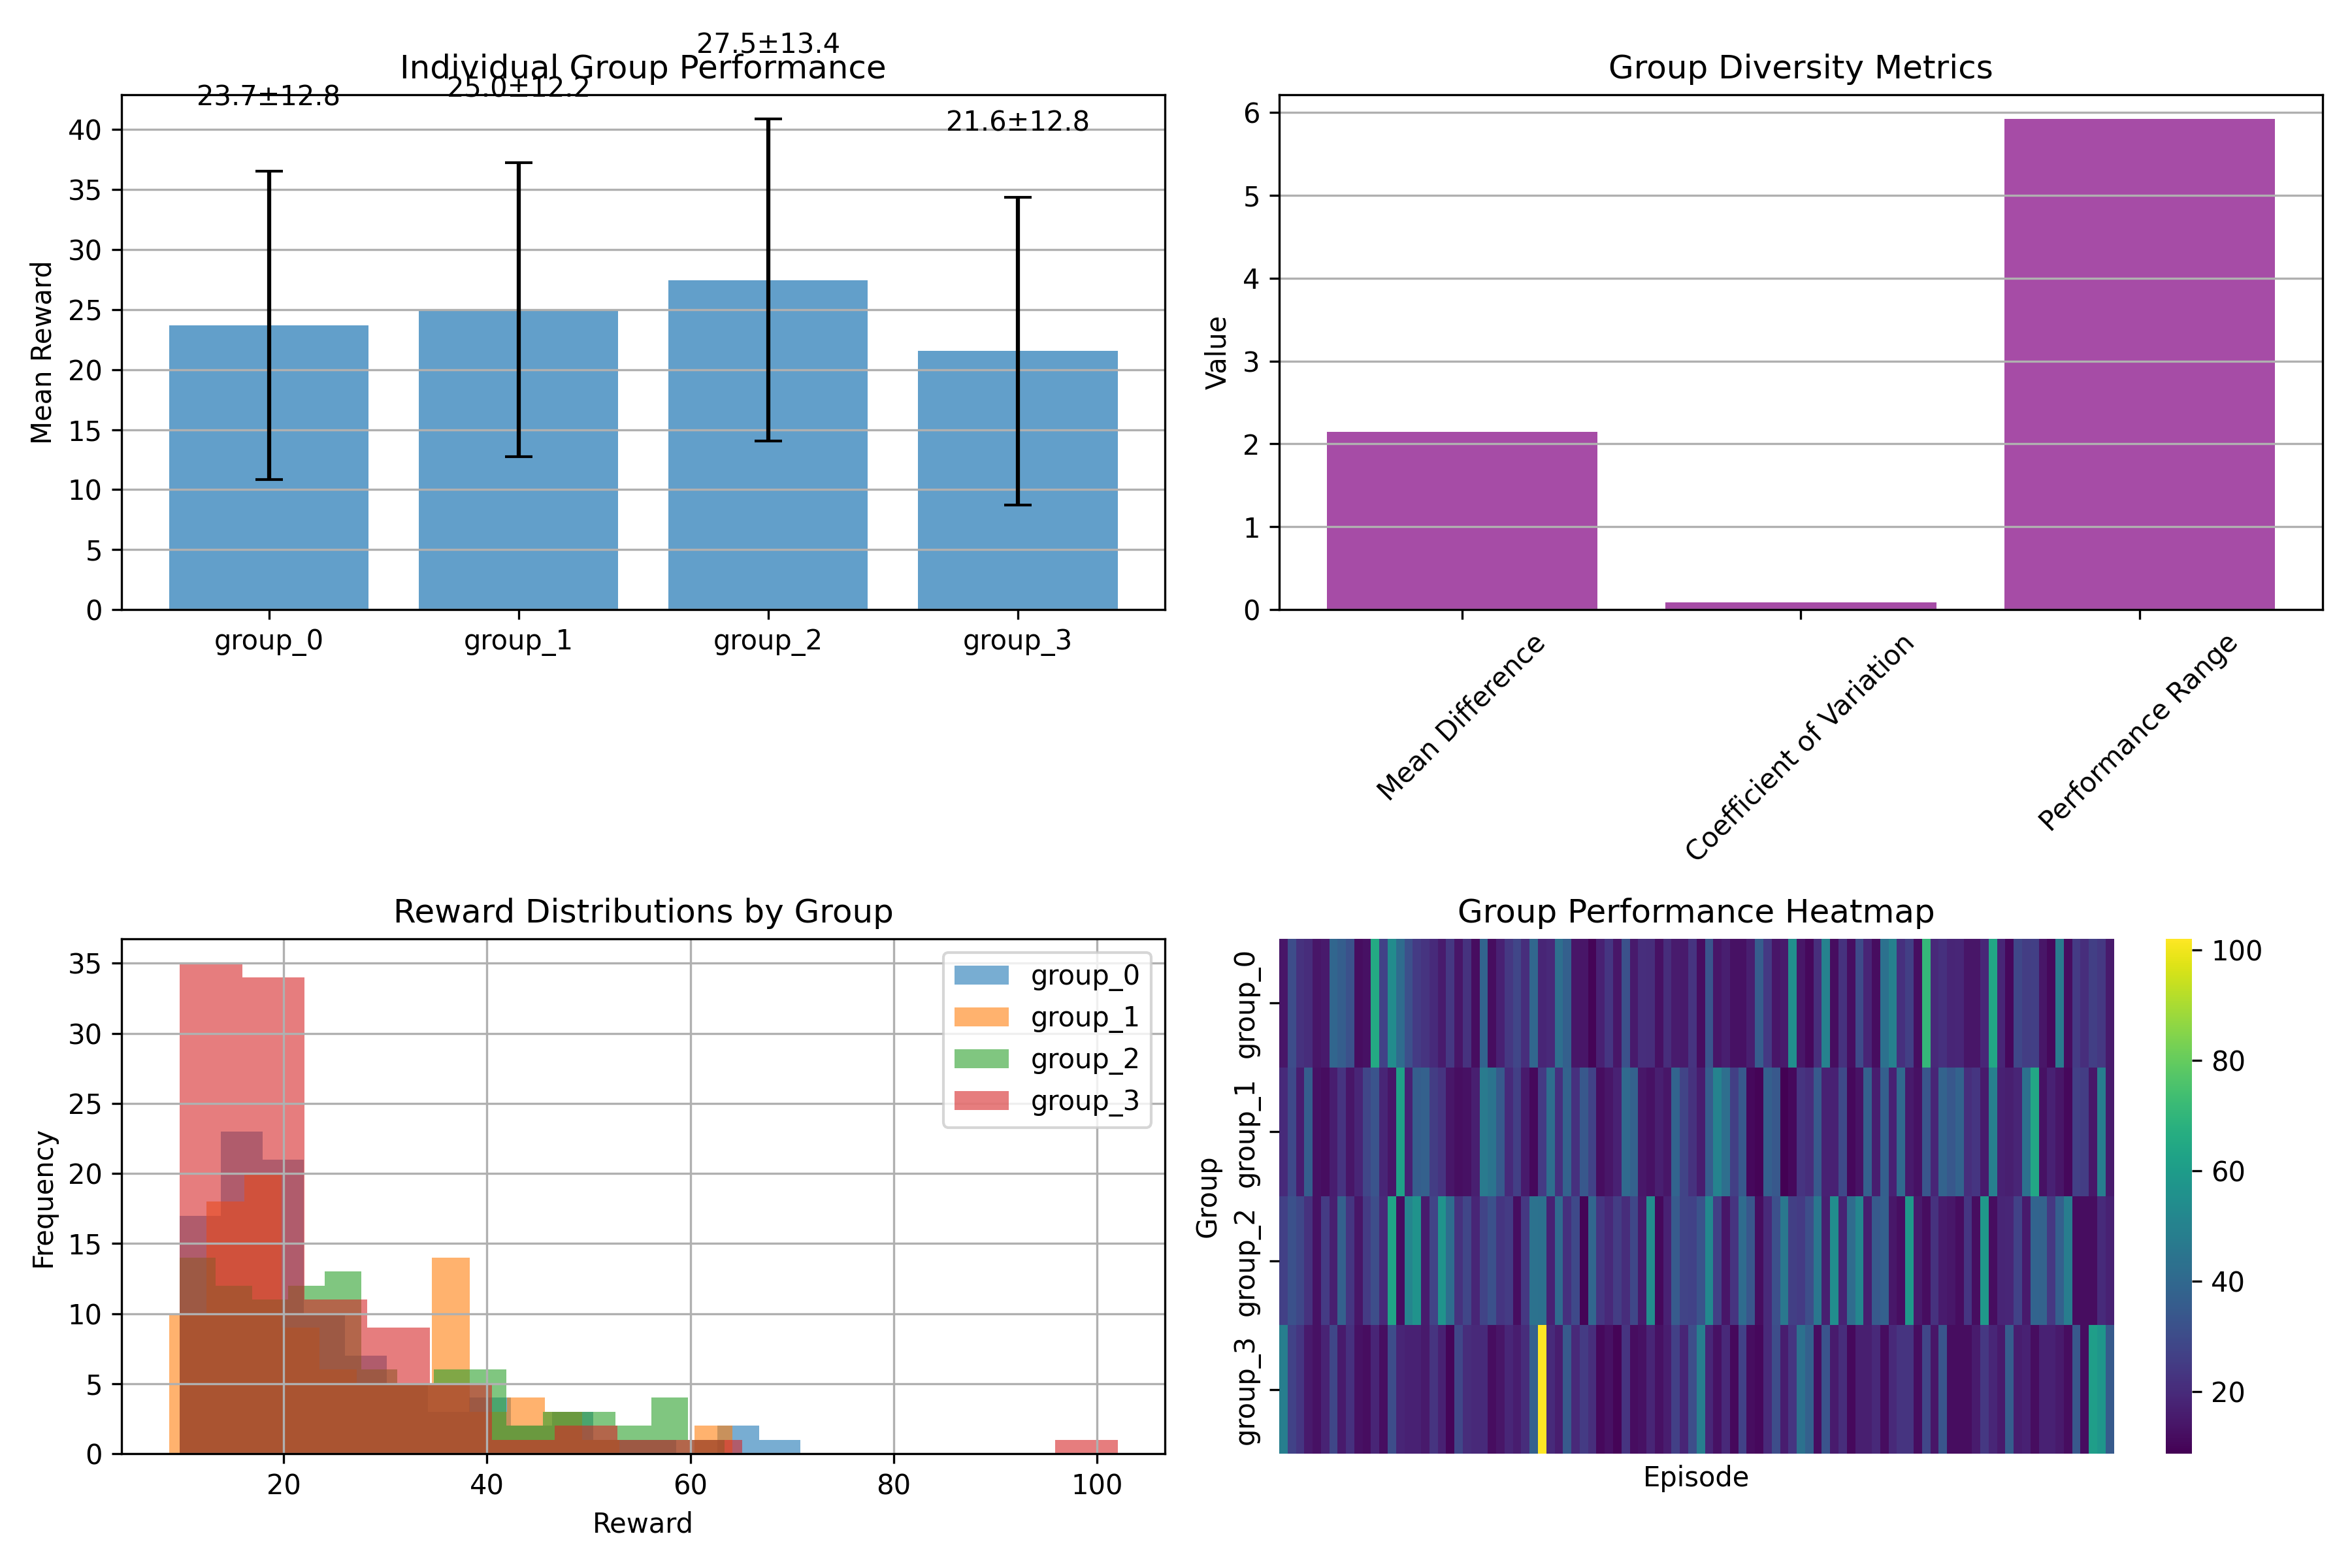 27.5±13.4
Individual Group Performance
23.7±12.8
25.0±12.2
21.6±12.8
Mean Reward
40
35
30
25
20
15
10
5
0
group_0
group_1
group_2
group_3
Group Diversity Metrics
Value
6
5
4
3
2
1
0
Mean Difference
Coefficient of Variation
Performance Range
Reward Distributions by Group
Frequency
35
30
25
20
15
10
5
0
group_0
group_1
group_2
group_3
20
40
60
80
100
Reward
Group Performance Heatmap
Group
group_0
group_1
group_2
group_3
Episode
100
80
60
40
20